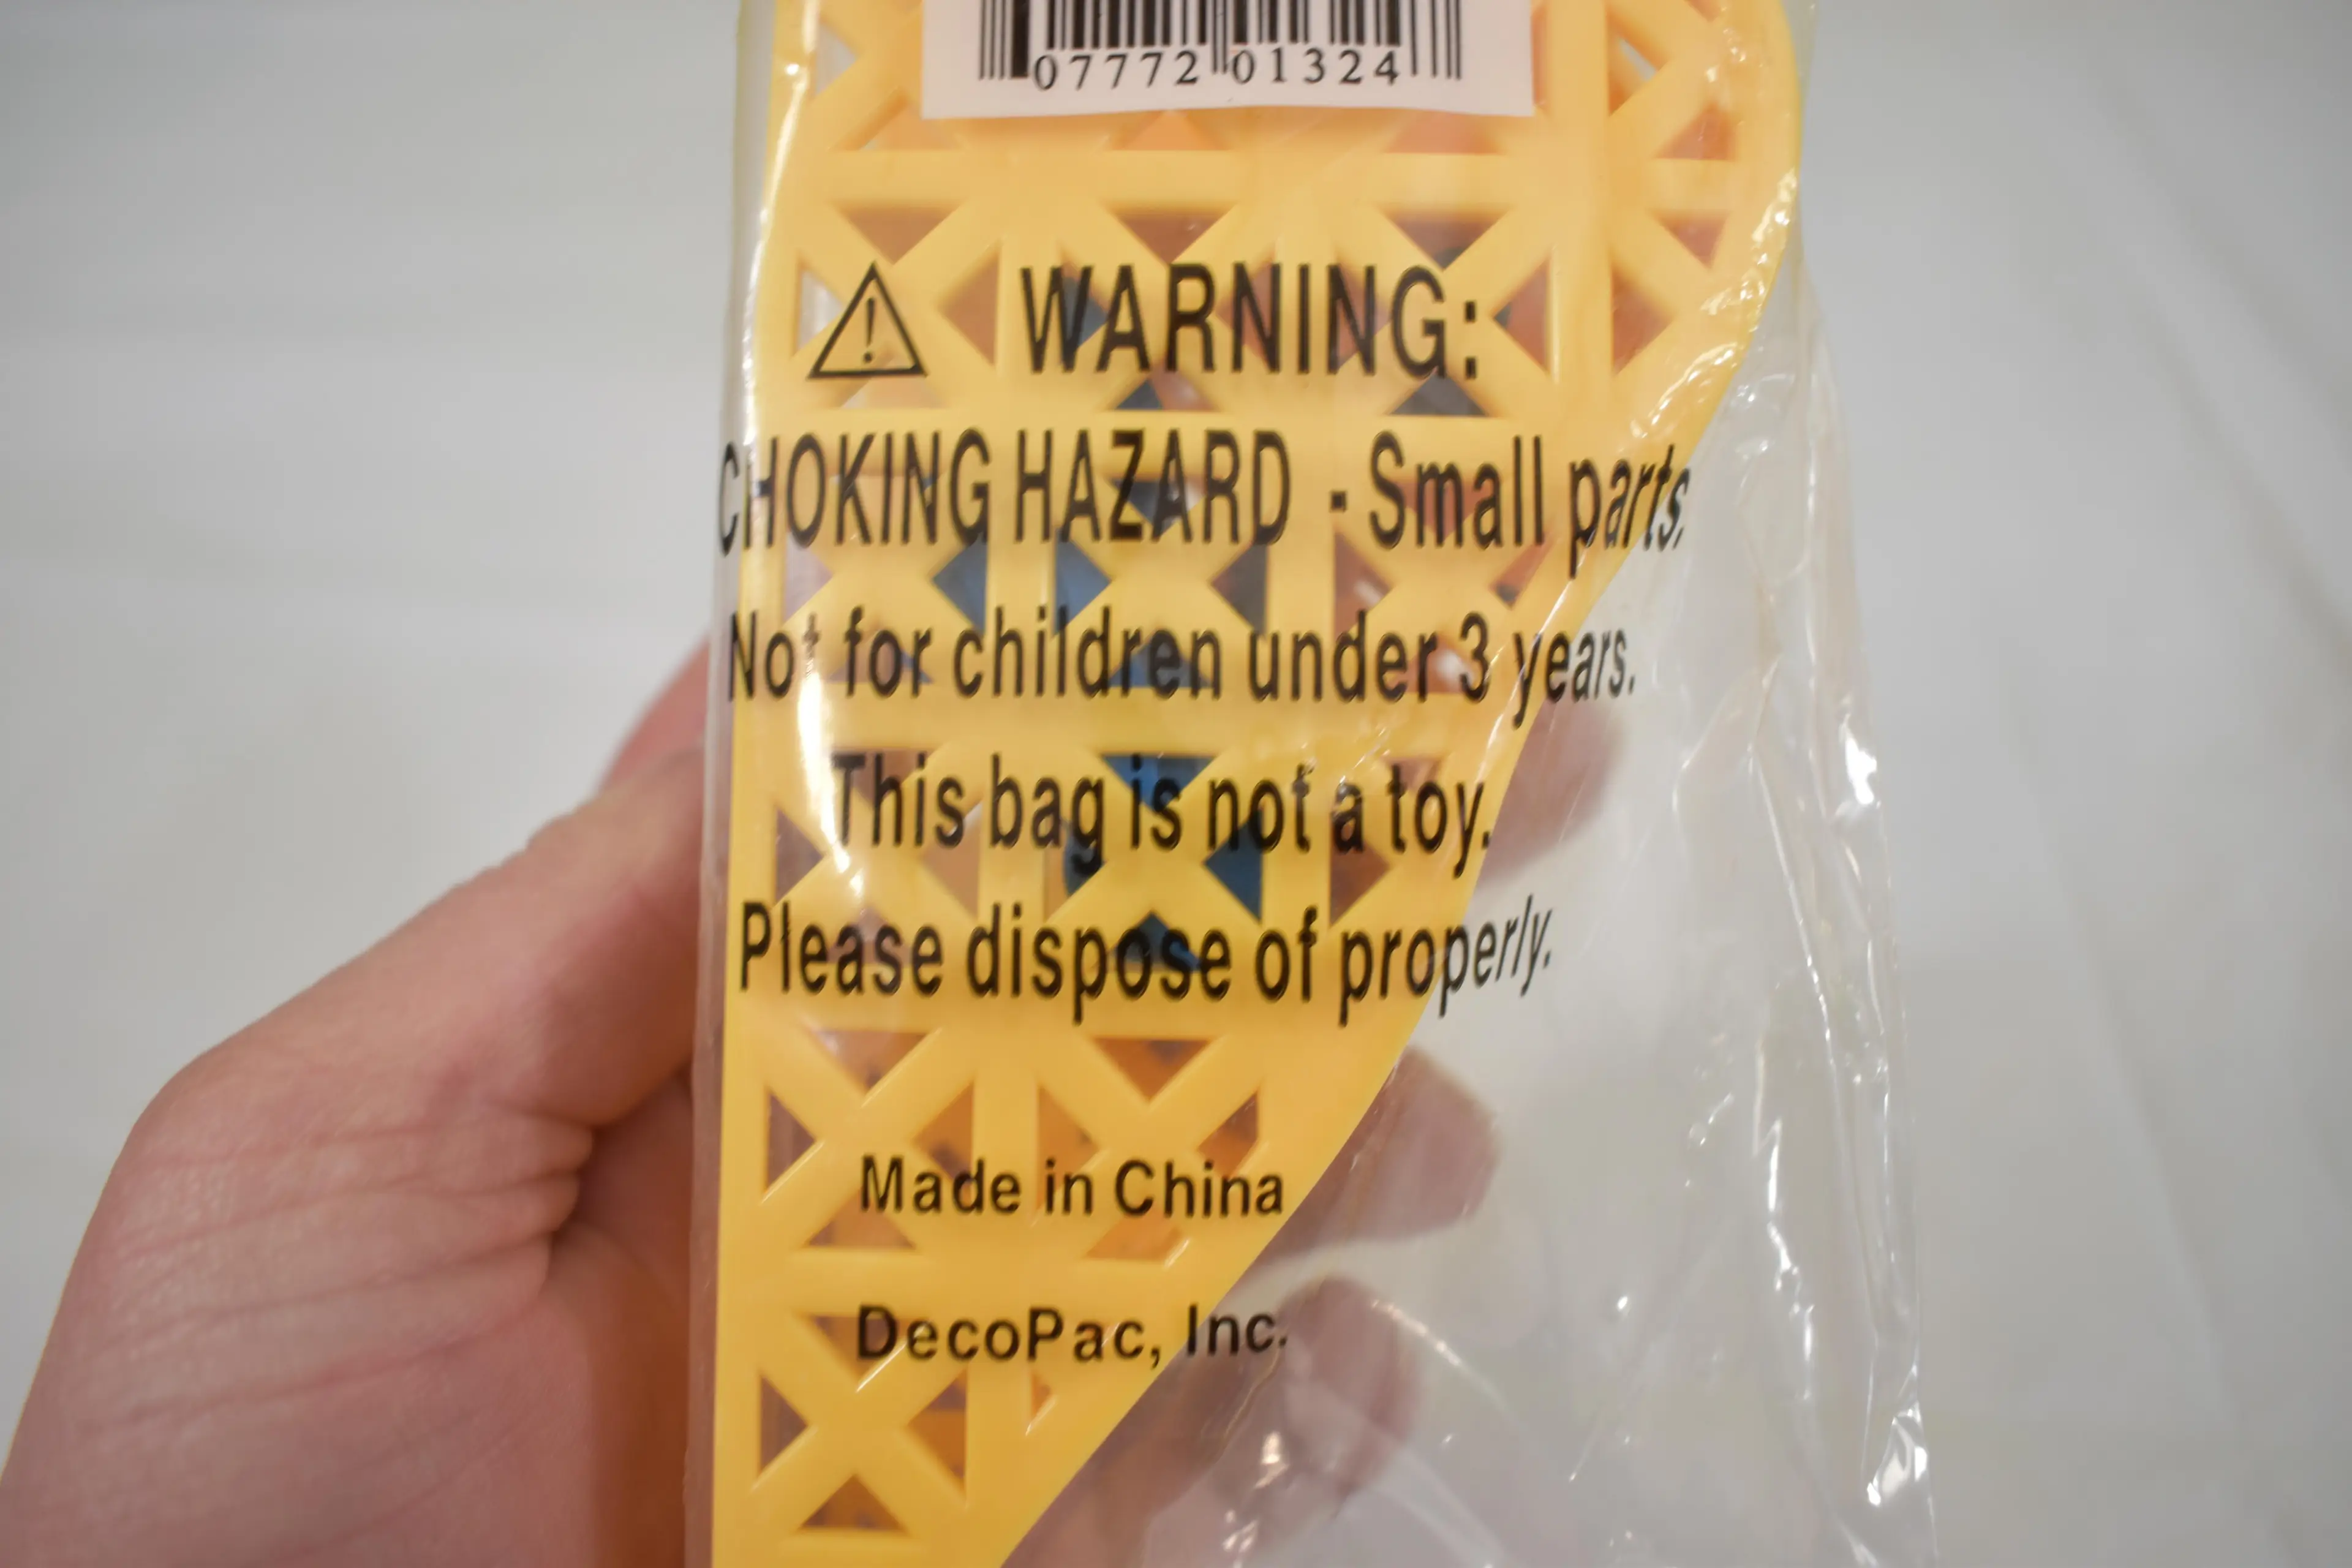 07772 01324
WARNING:
CHOKING HAZARD - Small parts.
Not for children under 3 years.
This bag is not a toy.
Please dispose of properly.
Made in China
DecoPac, Inc.